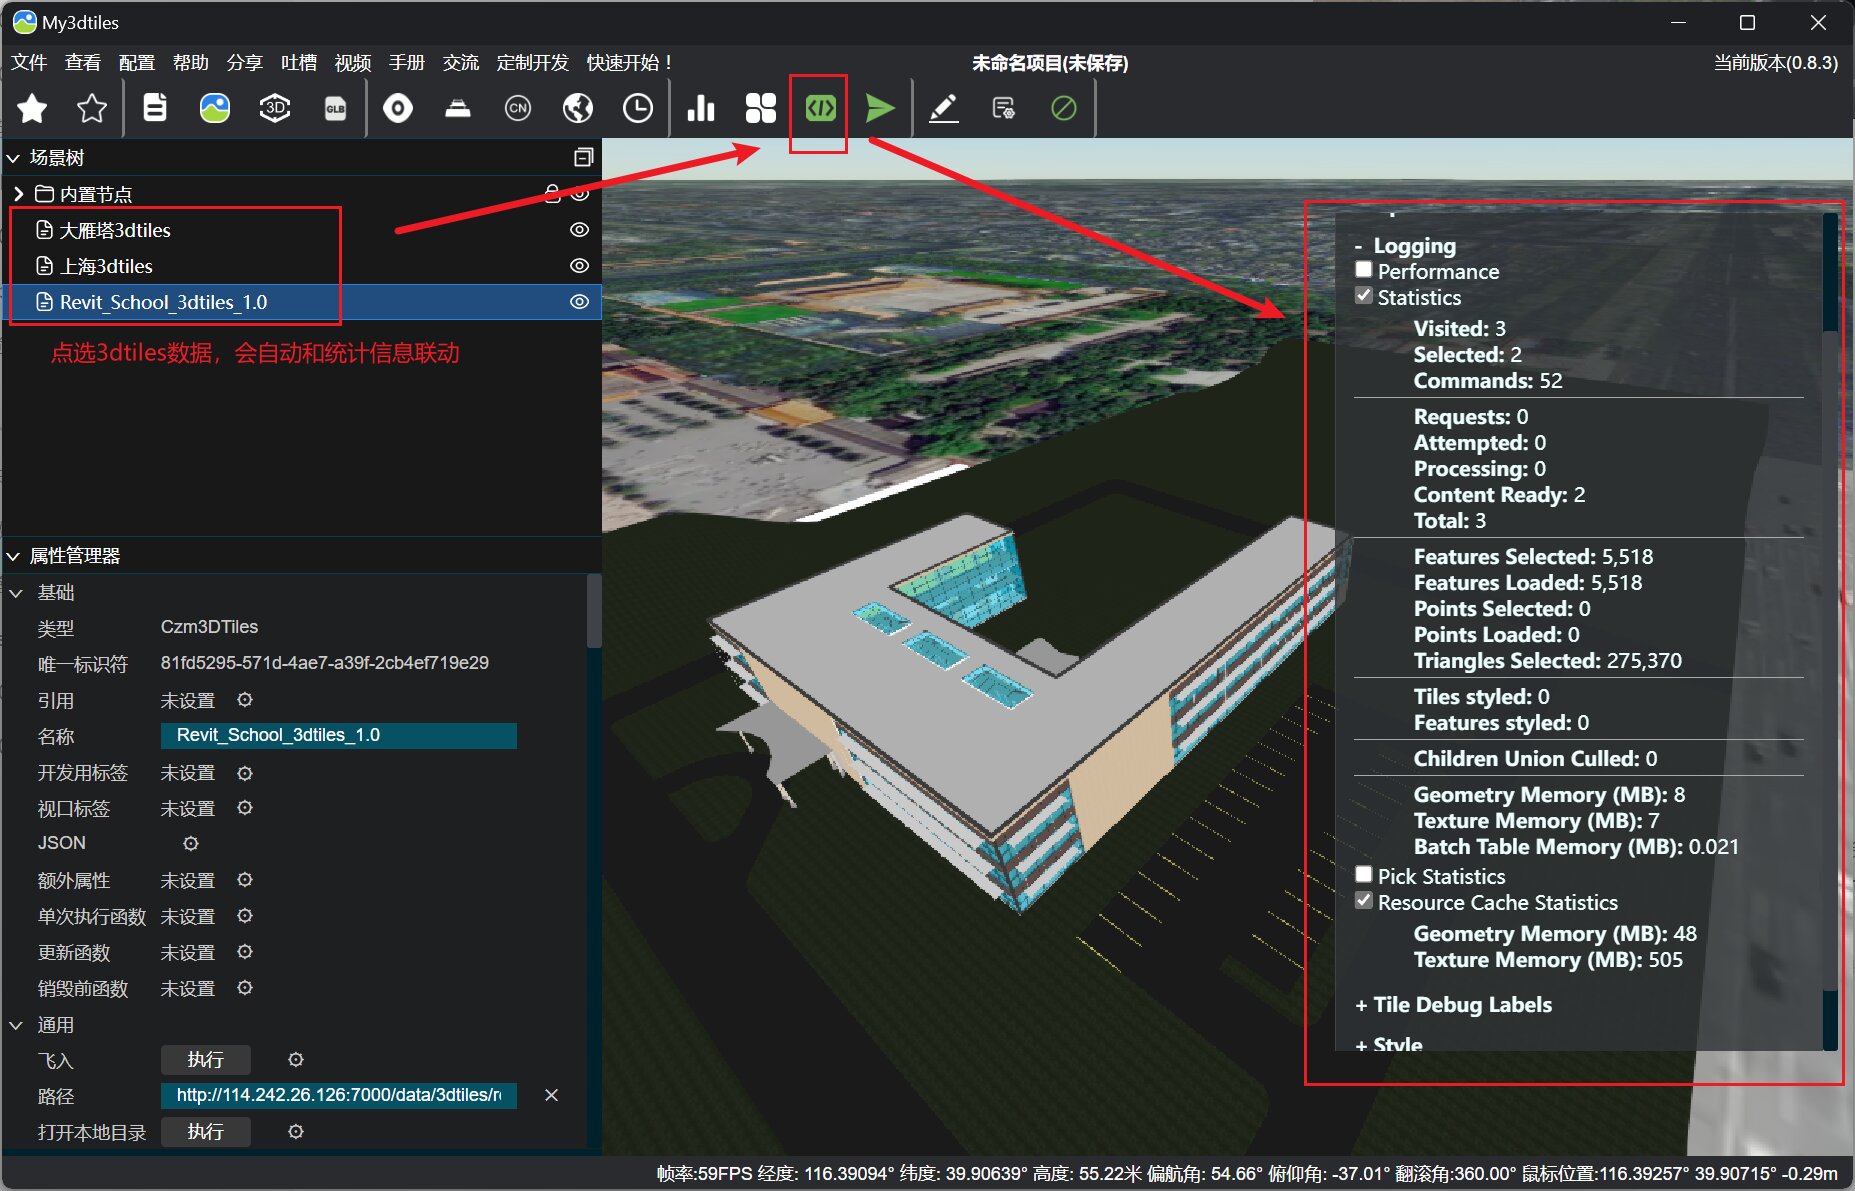 My3dtiles
文件 查看 配置 帮助 分享 吐槽 视频 手册 交流 定制开发 快速开始！ 未命名项目(未保存) 当前版本(0.8.3)
3D GLB CN
场景树
内置节点
大雁塔3dtiles
上海3dtiles
Revit_School_3dtiles_1.0
点选3dtiles数据，会自动和统计信息联动
属性管理器
基础
类型 Czm3DTiles
唯一标识符 81fd5295-571d-4ae7-a39f-2cb4ef719e29
引用 未设置
名称 Revit_School_3dtiles_1.0
开发用标签 未设置
视口标签 未设置
JSON
额外属性 未设置
单次执行函数 未设置
更新函数 未设置
销毁前函数 未设置
通用
飞入 执行
路径 http://114.242.26.126:7000/data/3dtiles/r
打开本地目录 执行
- Logging
Performance
Statistics
Visited: 3
Selected: 2
Commands: 52
Requests: 0
Attempted: 0
Processing: 0
Content Ready: 2
Total: 3
Features Selected: 5,518
Features Loaded: 5,518
Points Selected: 0
Points Loaded: 0
Triangles Selected: 275,370
Tiles styled: 0
Features styled: 0
Children Union Culled: 0
Geometry Memory (MB): 8
Texture Memory (MB): 7
Batch Table Memory (MB): 0.021
Pick Statistics
Resource Cache Statistics
Geometry Memory (MB): 48
Texture Memory (MB): 505
+ Tile Debug Labels
+ Style
帧率:59FPS 经度: 116.39094° 纬度: 39.90639° 高度: 55.22米 偏航角: 54.66° 俯仰角: -37.01° 翻滚角:360.00° 鼠标位置:116.39257° 39.90715° -0.29m